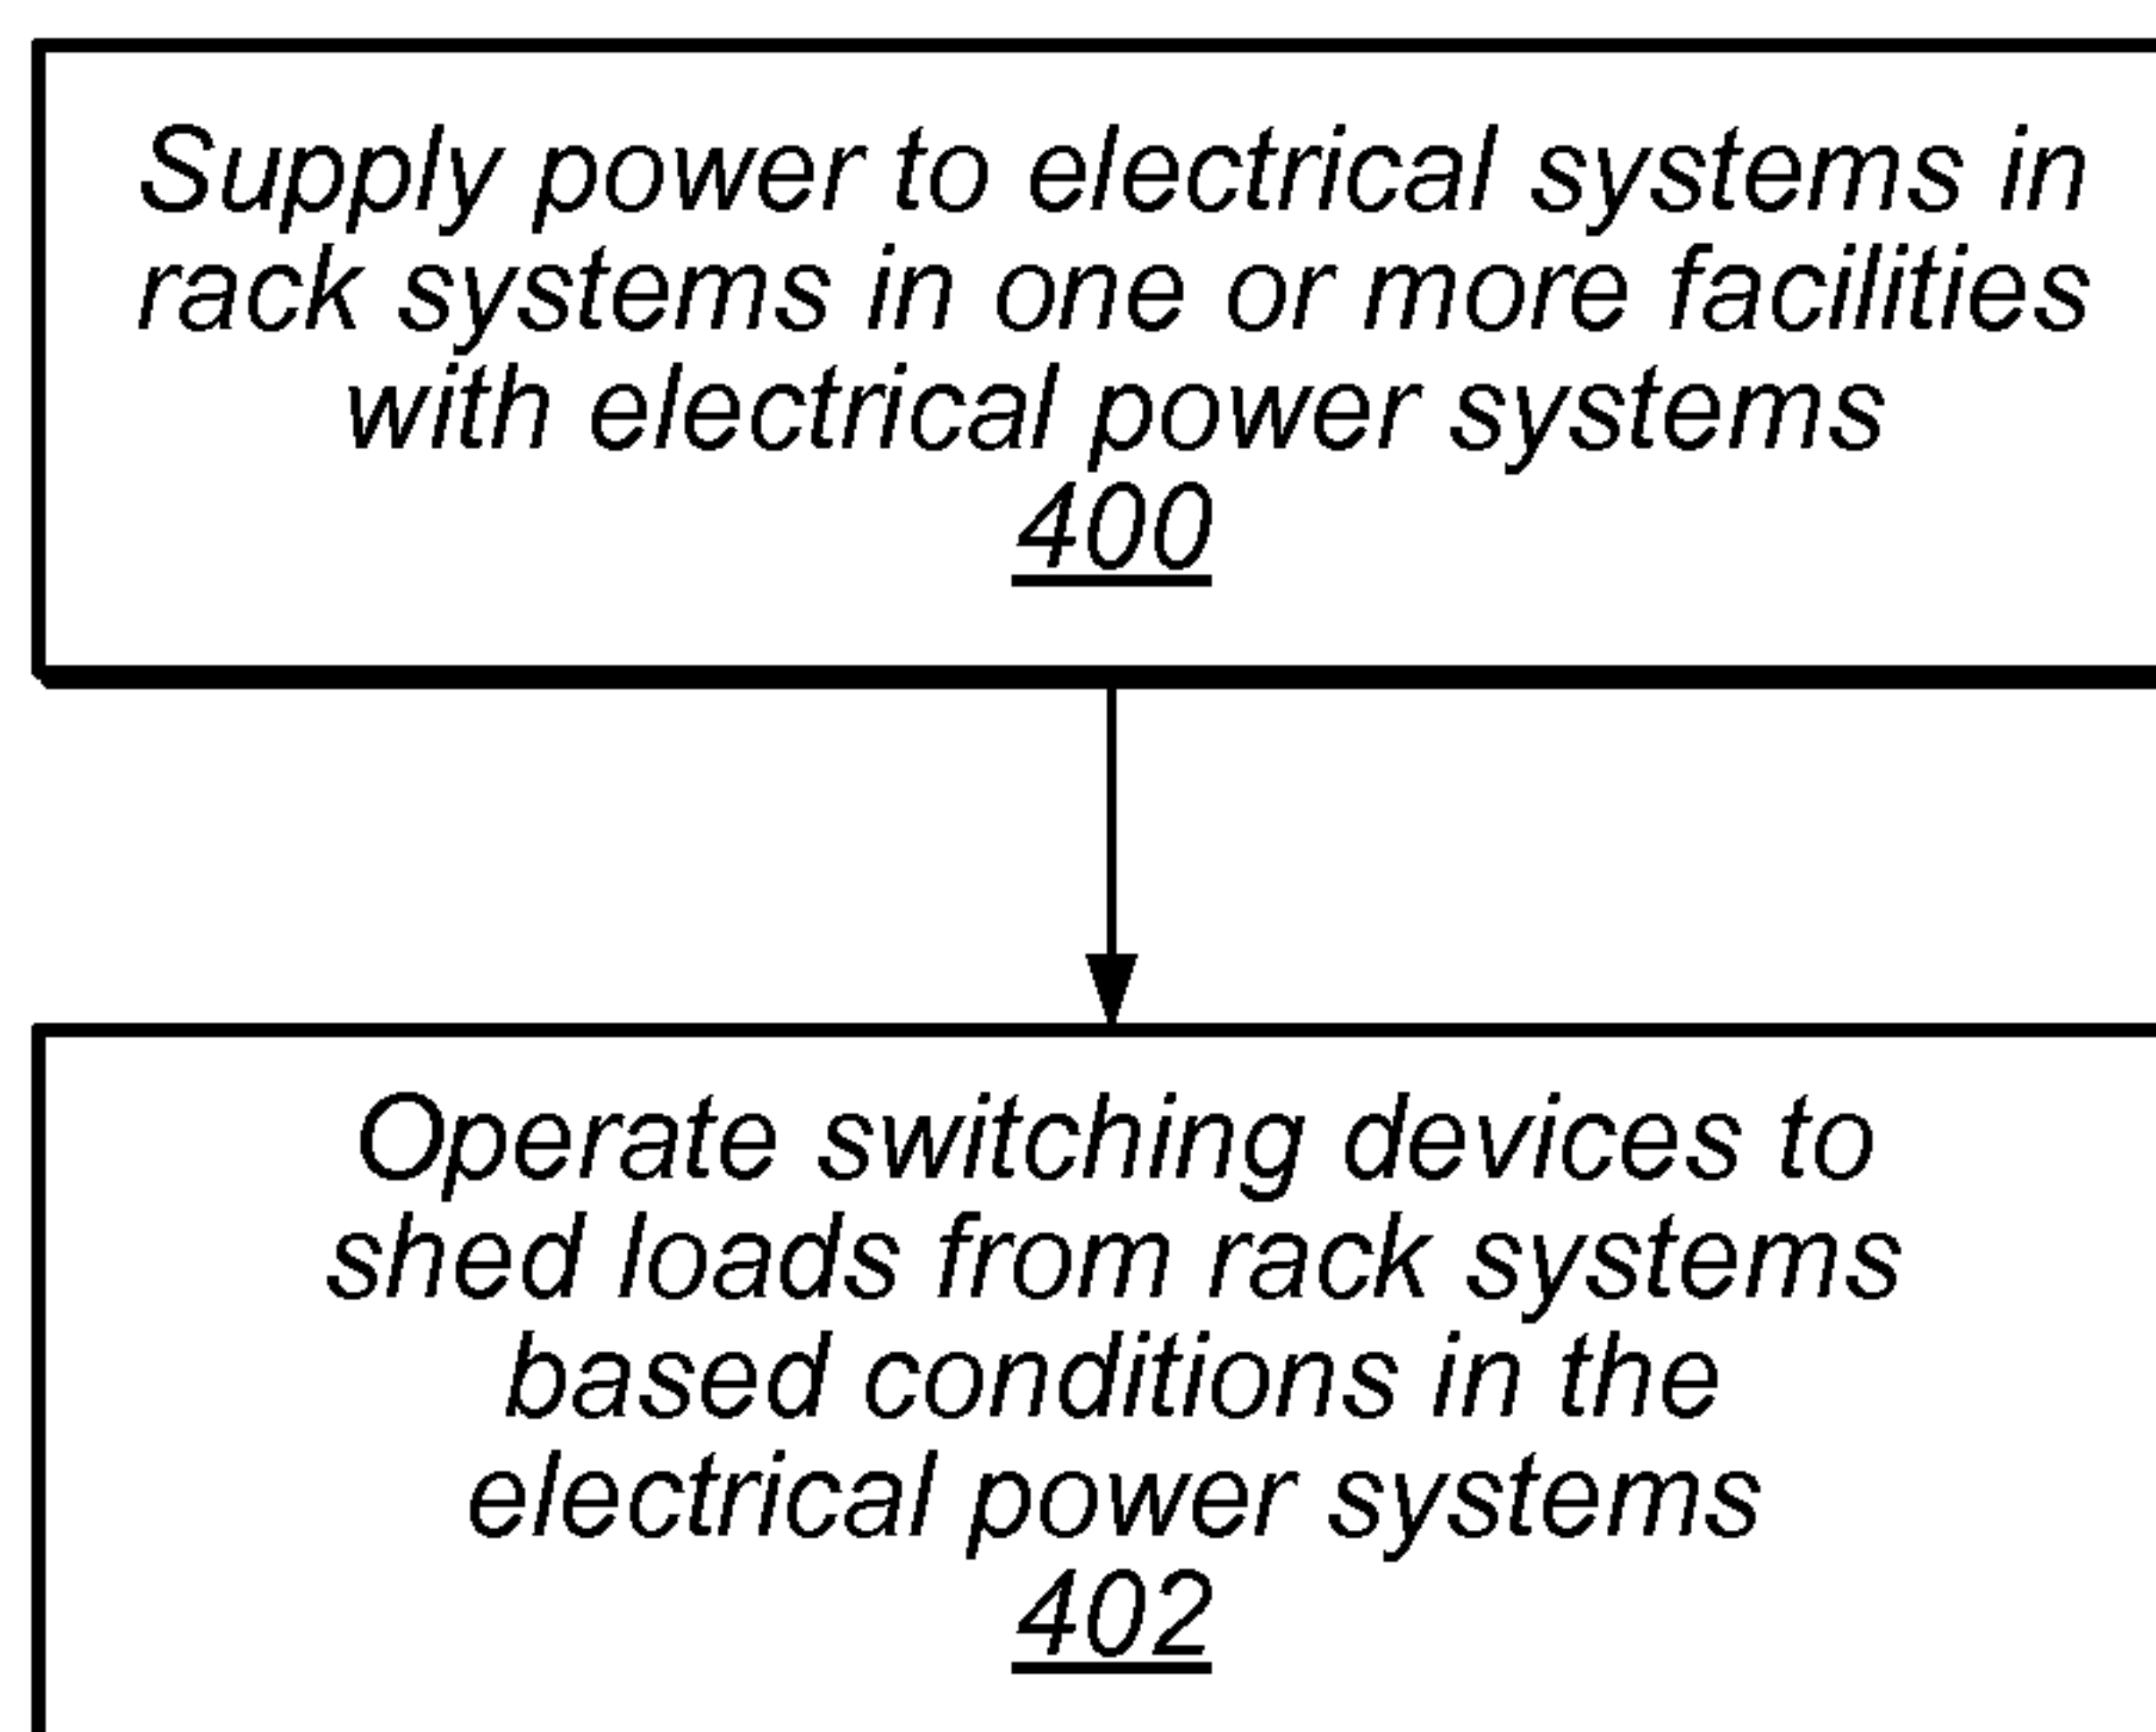 Supply power to electrical systems in
rack systems in one or more facilities
with electrical power systems
400
Operate switching devices to
shed loads from rack systems
based conditions in the
electrical power systems
402